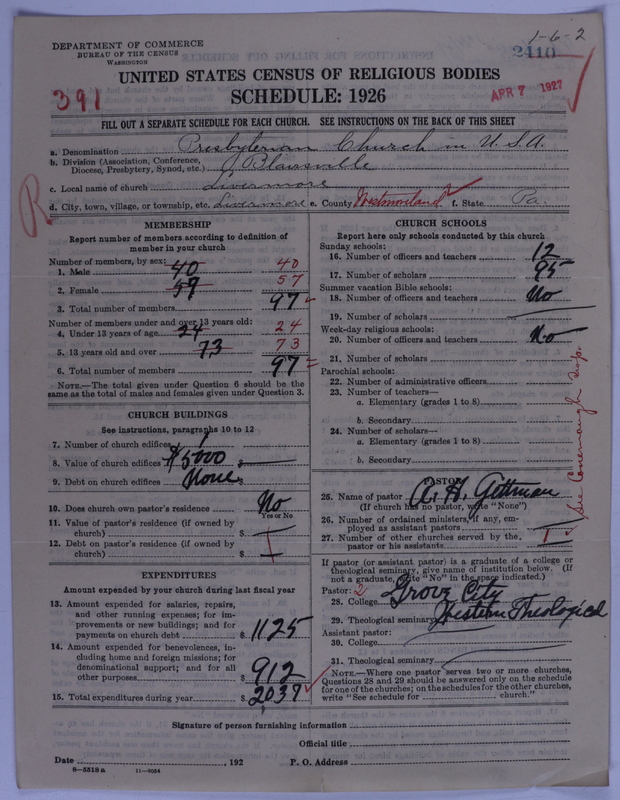 1-6-2
DEPARTMENT OF COMMERCE
BUREAU OF THE CENSUS
WASHINGTON
2410
UNITED STATES CENSUS OF RELIGIOUS BODIES
SCHEDULE: 1926
391
APR 7 1927
FILL OUT A SEPARATE SCHEDULE FOR EACH CHURCH. SEE INSTRUCTIONS ON THE BACK OF THIS SHEET
a. Denomination Presbyterian Church in U.S.A.
b. Division (Association, Conference, Diocese, Presbytery, Synod, etc.) Blairsville
c. Local name of church Livermore
d. City, town, village, or township, etc. Livermore e. County Westmoreland f. State Pa.
R
MEMBERSHIP
Report number of members according to definition of member in your church
Number of members, by sex:
1. Male 40 40
2. Female 57 57
3. Total number of members 97
Number of members under and over 13 years old:
4. Under 13 years of age 24 24
5. 13 years old and over 73 73
6. Total number of members 97
NOTE.—The total given under Question 6 should be the same as the total of males and females given under Question 3.
CHURCH BUILDINGS
See instructions, paragraphs 10 to 12
7. Number of church edifices 1
8. Value of church edifices $5000 $
9. Debt on church edifices None $
10. Does church own pastor's residence No
Yes or No
11. Value of pastor's residence (if owned by church) $
12. Debt on pastor's residence (if owned by church) $
EXPENDITURES
Amount expended by your church during last fiscal year
13. Amount expended for salaries, repairs, and other running expenses; for improvements or new buildings; and for payments on church debt $ 1125
14. Amount expended for benevolences, including home and foreign missions; for denominational support; and for all other purposes $ 912
15. Total expenditures during year $ 2037
CHURCH SCHOOLS
Report here only schools conducted by this church
Sunday schools:
16. Number of officers and teachers 12
17. Number of scholars 95
Summer vacation Bible schools:
18. Number of officers and teachers No
19. Number of scholars
Week-day religious schools:
20. Number of officers and teachers No
21. Number of scholars
Parochial schools:
22. Number of administrative officers
23. Number of teachers—
a. Elementary (grades 1 to 8)
b. Secondary
24. Number of scholars—
a. Elementary (grades 1 to 8)
b. Secondary
See Conemaugh sup.
PASTOR
25. Name of pastor A. H. Gettman
(If church has no pastor, write "None")
26. Number of ordained ministers, if any, employed as assistant pastors
27. Number of other churches served by the pastor or his assistants 1
If pastor (or assistant pastor) is a graduate of a college or theological seminary, give name of institution below. (If not a graduate, write "No" in the space indicated.)
Pastor: 2
28. College Grove City
29. Theological seminary Western Theological
Assistant pastor:
30. College
31. Theological seminary
NOTE.—Where one pastor serves two or more churches, Questions 28 and 29 should be answered only on the schedule for one of the churches; on the schedules for the other churches, write "See schedule for church."
Signature of person furnishing information
Official title
Date , 192 P. O. Address
8—5518a 11—9054